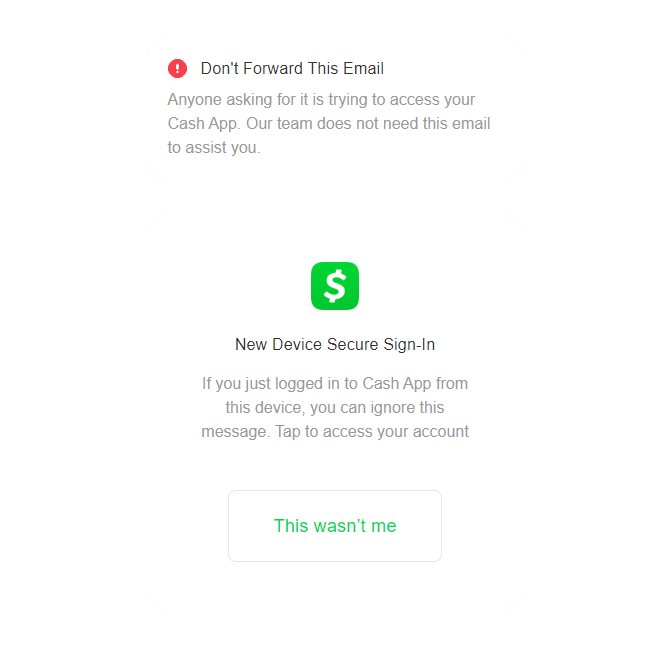 Don't Forward This Email
Anyone asking for it is trying to access your
Cash App. Our team does not need this email
to assist you.
$
New Device Secure Sign-In
If you just logged in to Cash App from
this device, you can ignore this
message. Tap to access your account
This wasn’t me